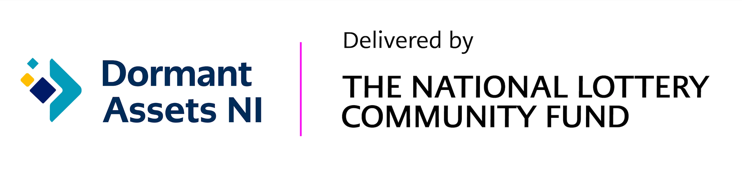 Dormant
Assets NI
Delivered by
THE NATIONAL LOTTERY
COMMUNITY FUND